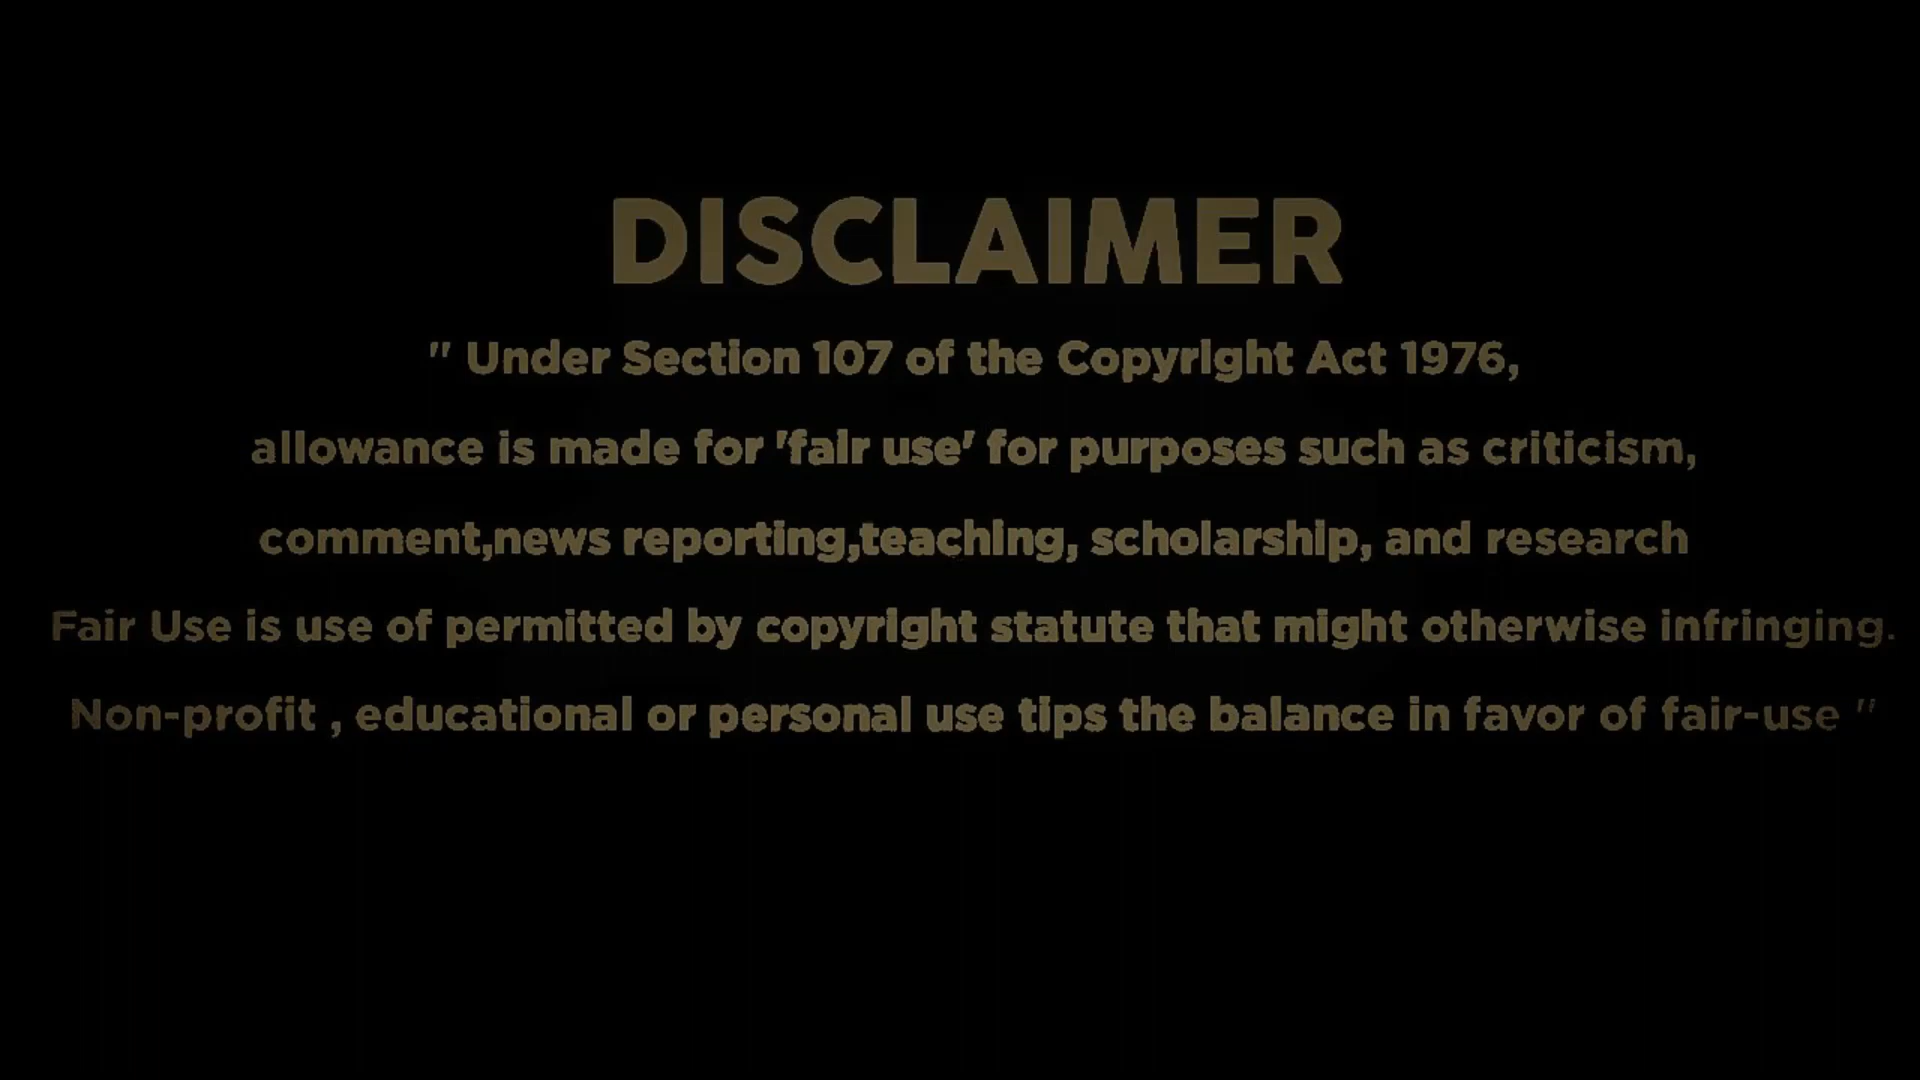 DISCLAIMER
" Under Section 107 of the Copyright Act 1976,
allowance is made for 'fair use' for purposes such as criticism,
comment,news reporting,teaching, scholarship, and research
Fair Use is use of permitted by copyright statute that might otherwise infringing.
Non-profit , educational or personal use tips the balance in favor of fair-use "